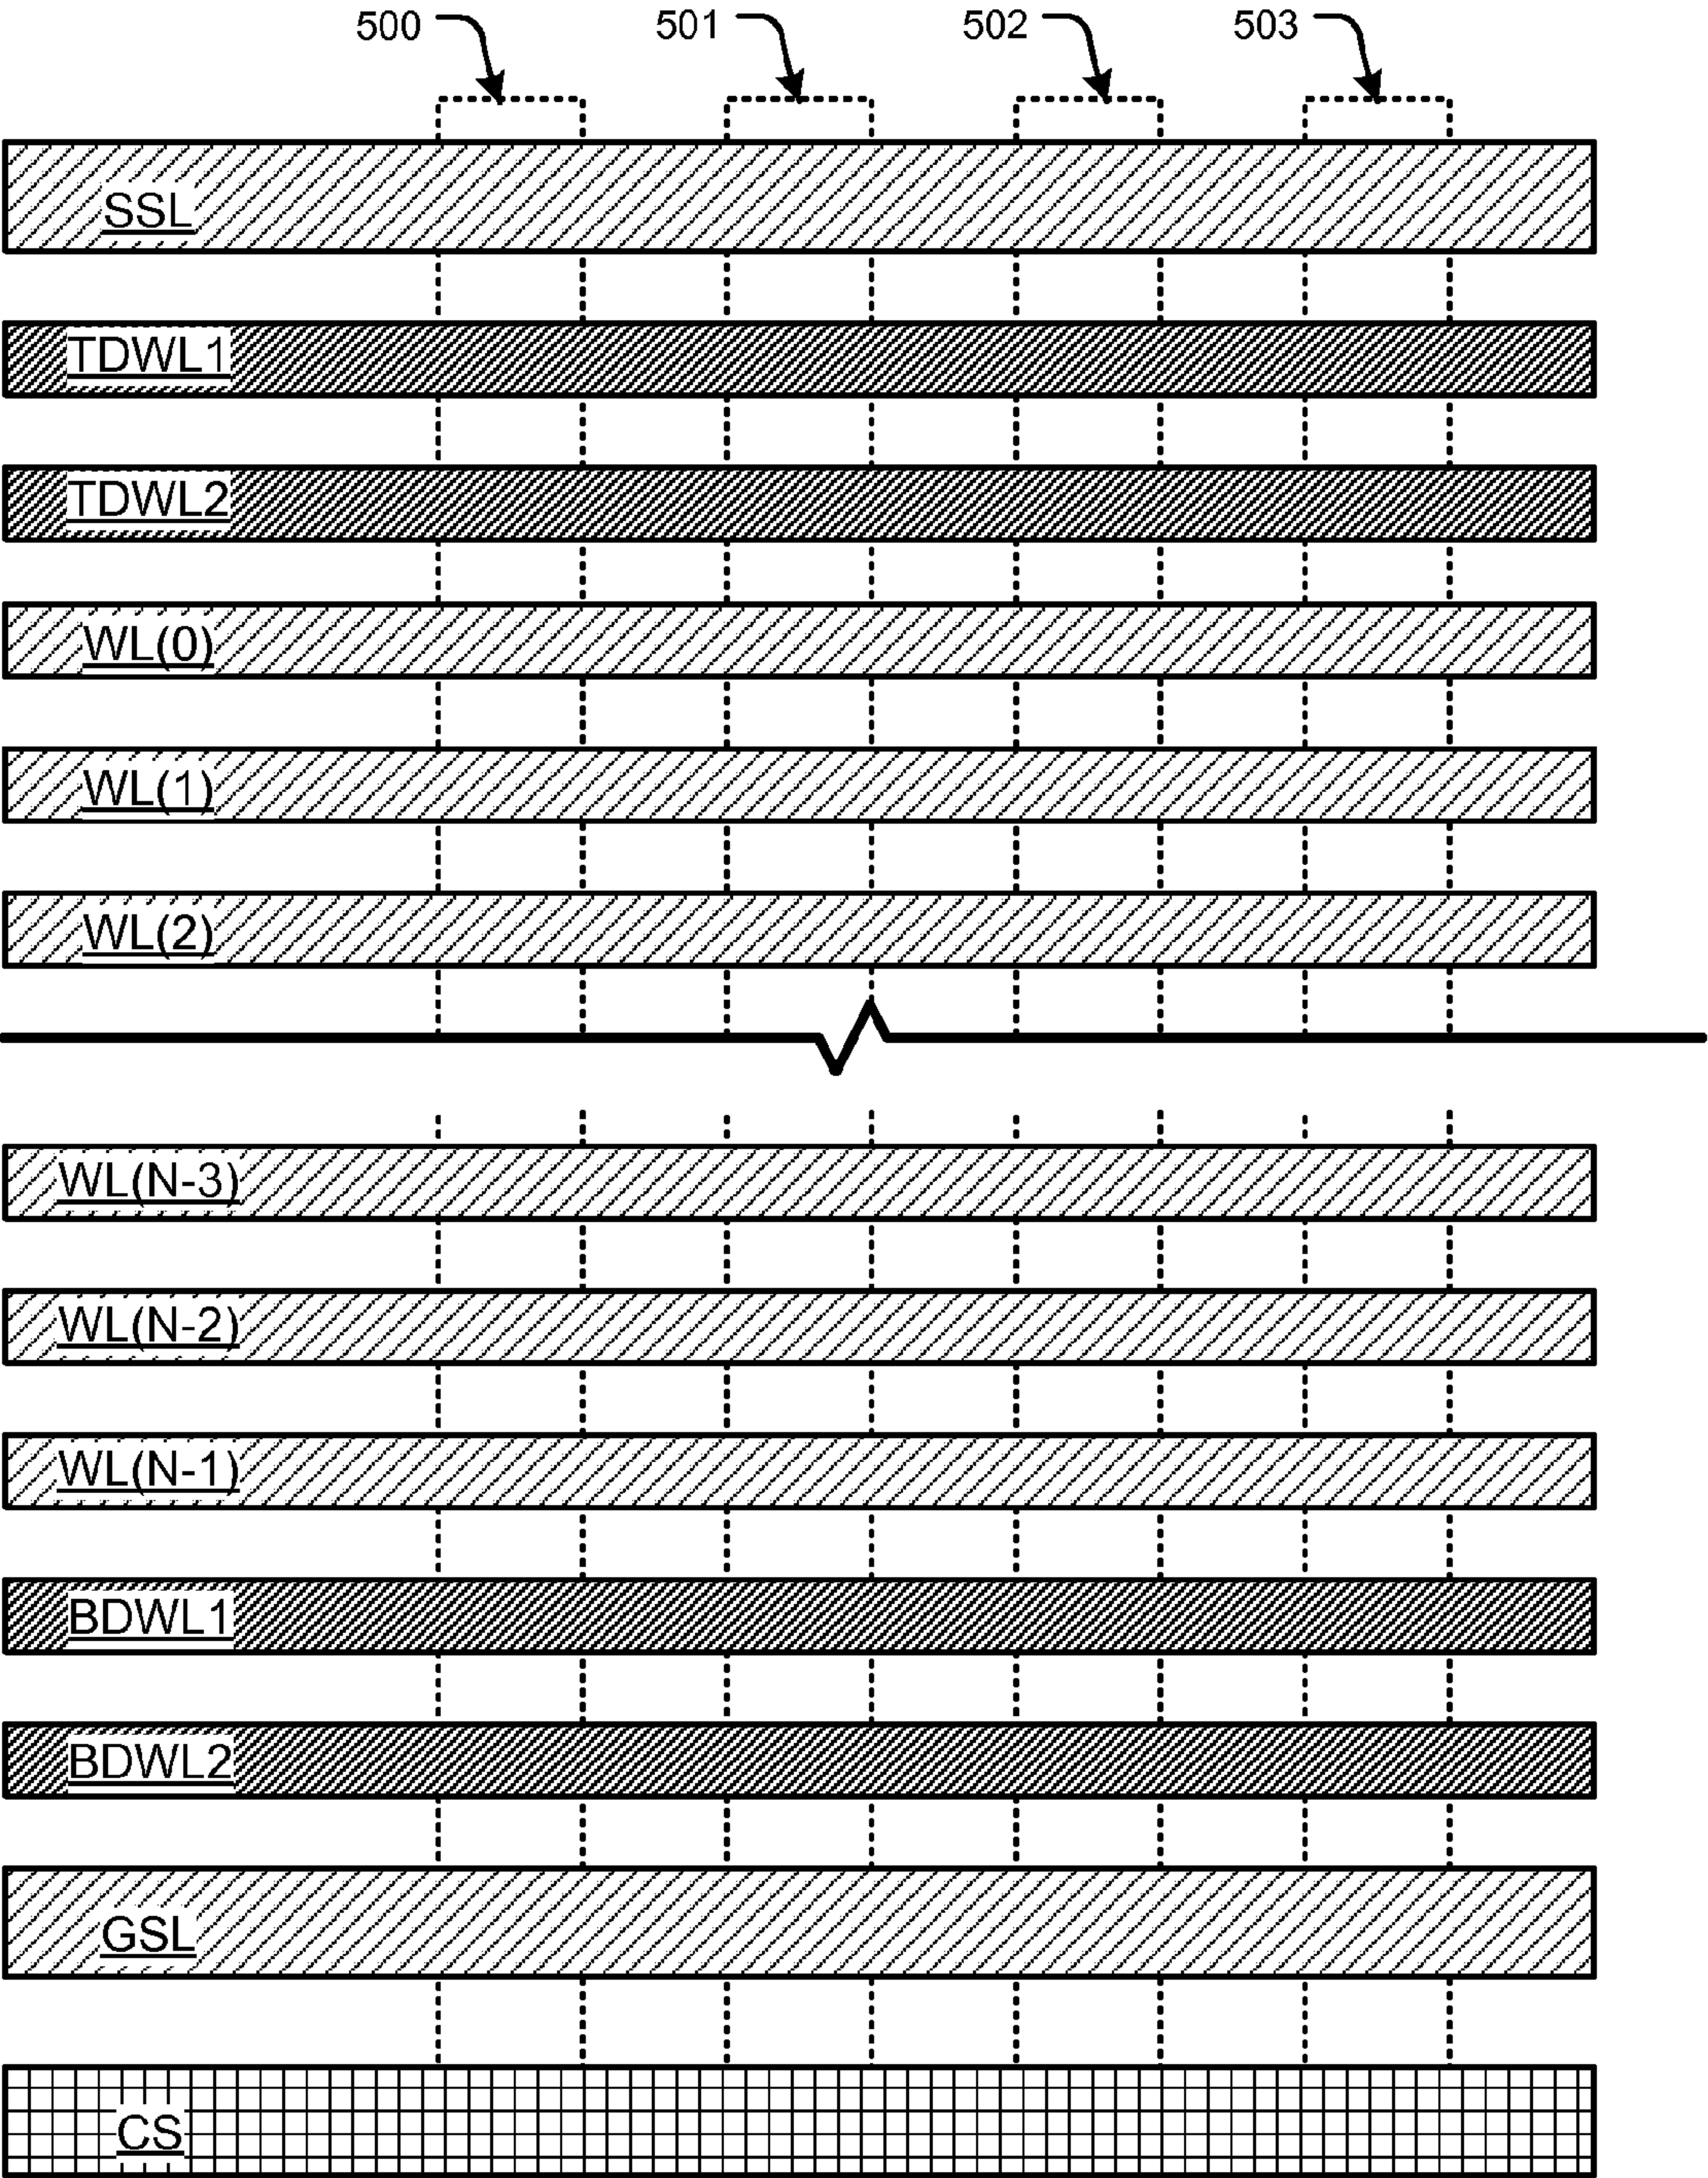 500 501 502 503
SSL
TDWL1
TDWL2
WL(0)
WL(1)
WL(2)
WL(N-3)
WL(N-2)
WL(N-1)
BDWL1
BDWL2
GSL
CS